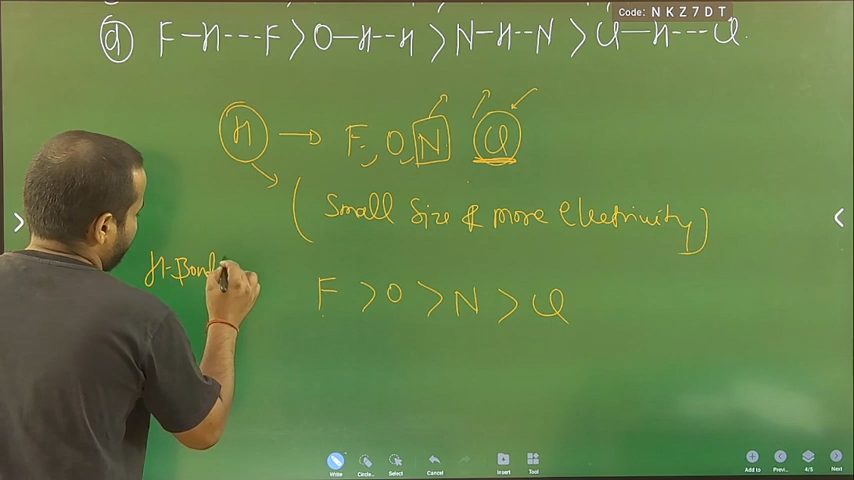 Code: N K Z 7 D T
d F-H---F > O-H--H > N-H-N > Cl-H---Cl
H → F, O, N Cl
( Small Size & more electrinity )
H-Bond
F > O > N > Cl
Write Circle... Select Cancel Insert Tool Add to Previ... 4/5 Next